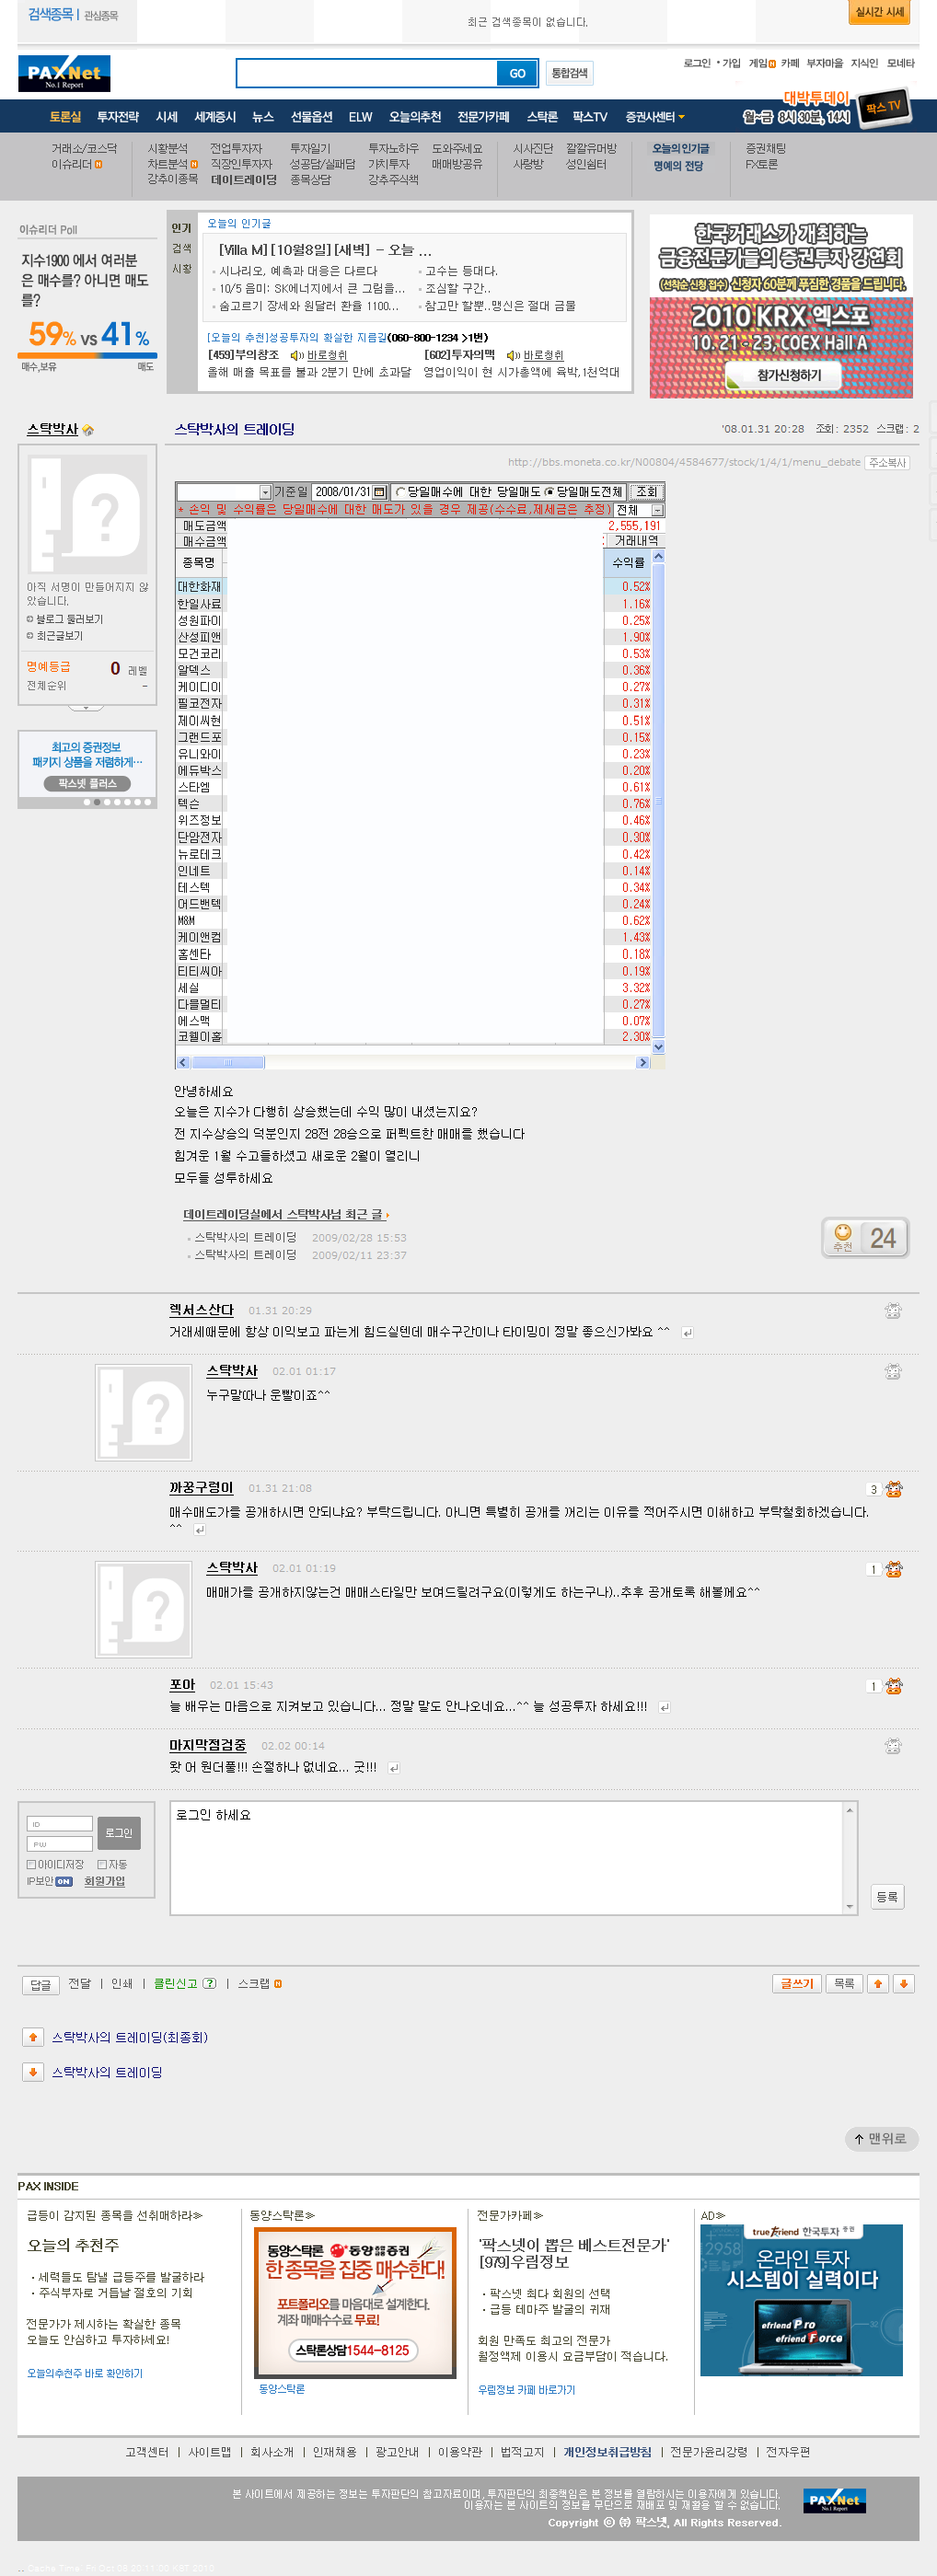 검색종목 | 관심종목
최근 검색종목이 없습니다.
실시간 시세
PAXNet
No.1 Report
GO
통합검색
로그인 • 가입 게임 카페 부자마을 지식인 모네타
대박투데이
월~금 8시30분, 14시
팍스TV
토론실 투자전략 시세 세계증시 뉴스 선물옵션 ELW 오늘의추천 전문가카페 스탁론 팍스TV 증권사센터
거래소/코스닥 시황분석 전업투자자 투자일기 투자노하우 도와주세요 시사진단 깔깔유머방 오늘의 인기글 증권채팅
이슈리더 차트분석 직장인투자자 성공담/실패담 가치투자 매매방공유 사랑방 성인쉼터 명예의 전당 FX토론
강추이종목 데이트레이딩 종목상담 강추주식책
이슈리더 Poll
지수1900 에서 여러분
은 매수를? 아니면 매도
를?
59% vs 41%
매수,보유 매도
인기
검색
시황
오늘의 인기글
[Villa M] [10월8일][새벽] - 오늘 ...
시나리오, 예측과 대응은 다르다
고수는 등대다.
10/5 음미: SK에너지에서 큰 그림을...
조심할 구간..
숨고르기 장세와 원달러 환율 1100...
참고만 할뿐..맹신은 절대 금물
[오늘의 추천]성공투자의 확실한 지름길(060-800-1234 >1번)
[459]부의창조 바로청취 [602]투자의맥 바로청취
올해 매출 목표를 불과 2분기 만에 초과달 영업이익이 현 시가총액에 육박,1천억대
한국거래소가 개최하는
금융전문가들의 증권투자 강연회
(선착순 신청 접수) 신청자 60분께 푸짐한 경품을 드립니다!
2010 KRX 엑스포
10. 21 - 23, COEX Hall A
참가신청하기
스탁박사
스탁박사의 트레이딩
'08.01.31 20:28 조회: 2352 스크랩: 2
http://bbs.moneta.co.kr/N00804/4584677/stock/1/4/1/menu_debate 주소복사
아직 서명이 만들어지지 않
았습니다.
블로그 둘러보기
최근글보기
명예등급 0 레벨
전체순위 -
최고의 증권정보
패키지 상품을 저렴하게…
팍스넷 플러스
기준일 2008/01/31 당일매수에 대한 당일매도 당일매도전체 조회
* 손익 및 수익률은 당일매수에 대한 매도가 있을 경우 제공(수수료,제세금은 추정) 전체
매도금액 2,555,191
매수금액 거래내역
종목명 수익률
대한화재 0.52%
한일사료 1.16%
성원파이 0.25%
산성피앤 1.90%
모건코리 0.53%
알덱스 0.36%
케이디이 0.27%
필코전자 0.31%
제이씨현 0.51%
그랜드포 0.15%
유니와이 0.23%
에듀박스 0.20%
스타엠 0.61%
텍슨 0.76%
위즈정보 0.46%
단암전자 0.30%
뉴로테크 0.42%
인네트 0.14%
테스텍 0.34%
어드밴텍 0.24%
M&M 0.62%
케이앤컴 1.43%
홈센타 0.18%
티티씨아 0.19%
세실 3.32%
다믈멀티 0.27%
에스맥 0.07%
코웰이홀 2.30%
안녕하세요
오늘은 지수가 다행히 상승했는데 수익 많이 내셨는지요?
전 지수상승의 덕분인지 28전 28승으로 퍼펙트한 매매를 했습니다
힘겨운 1월 수고들하셨고 새로운 2월이 열리니
모두들 성투하세요
데이트레이딩실에서 스탁박사님 최근 글
스탁박사의 트레이딩 2009/02/28 15:53
스탁박사의 트레이딩 2009/02/11 23:37
추천 24
렉서스산다 01.31 20:29
거래세때문에 항상 이익보고 파는게 힘드실텐데 매수구간이나 타이밍이 정말 좋으신가봐요 ^^
스탁박사 02.01 01:17
누구말따나 운빨이죠^^
까꿍구렁이 01.31 21:08
3
매수매도가를 공개하시면 안되냐요? 부탁드립니다. 아니면 특별히 공개를 꺼리는 이유를 적어주시면 이해하고 부탁철회하겠습니다.
^^
스탁박사 02.01 01:19
1
매매가를 공개하지않는건 매매스타일만 보여드릴려구요(이렇게도 하는구나)..추후 공개토록 해볼께요^^
포아 02.01 15:43
1
늘 배우는 마음으로 지켜보고 있습니다... 정말 말도 안나오네요...^^ 늘 성공투자 하세요!!!
마지막점검중 02.02 00:14
왓 어 원더풀!!! 손절하나 없네요... 굿!!!
ID
PW
로그인
아이디저장 자동
IP보안 ON 회원가입
로그인 하세요
등록
답글 전달 | 인쇄 | 클린신고 ? | 스크랩
글쓰기 목록
스탁박사의 트레이딩(최종회)
스탁박사의 트레이딩
↑ 맨위로
PAX INSIDE
급등이 감지된 종목을 선취매하라≫
오늘의 추천주
· 세력들도 탐낼 급등주를 발굴하라
· 주식부자로 거듭날 절호의 기회
전문가가 제시하는 확실한 종목
오늘도 안심하고 투자하세요!
오늘의추천주 바로 확인하기
동양스탁론≫
동양스탁론 동양종합금융증권
한 종목을 집중 매수한다!
포트폴리오를 마음대로 설계한다.
계좌 매매수수료 무료!
스탁론상담1544-8125
동양스탁론
전문가카페≫
'팍스넷이 뽑은 베스트전문가'
[979]우림정보
· 팍스넷 최다 회원의 선택
· 급등 테마주 발굴의 귀재
회원 만족도 최고의 전문가
월정액제 이용시 요금부담이 적습니다.
우림정보 카페 바로가기
AD≫
trueFriend 한국투자 증권
온라인 투자
시스템이 실력이다
efriend Pro
efriend Force
고객센터 | 사이트맵 | 회사소개 | 인재채용 | 광고안내 | 이용약관 | 법적고지 | 개인정보취급방침 | 전문가윤리강령 | 전자우편
본 사이트에서 제공하는 정보는 투자판단의 참고자료이며, 투자판단의 최종책임은 본 정보를 열람하시는 이용자에게 있습니다.
이용자는 본 사이트의 정보를 무단으로 재배포 및 재활용 할 수 없습니다.
Copyright ⓒ ㈜ 팍스넷, All Rights Reserved.
PAXNet
No.1 Report